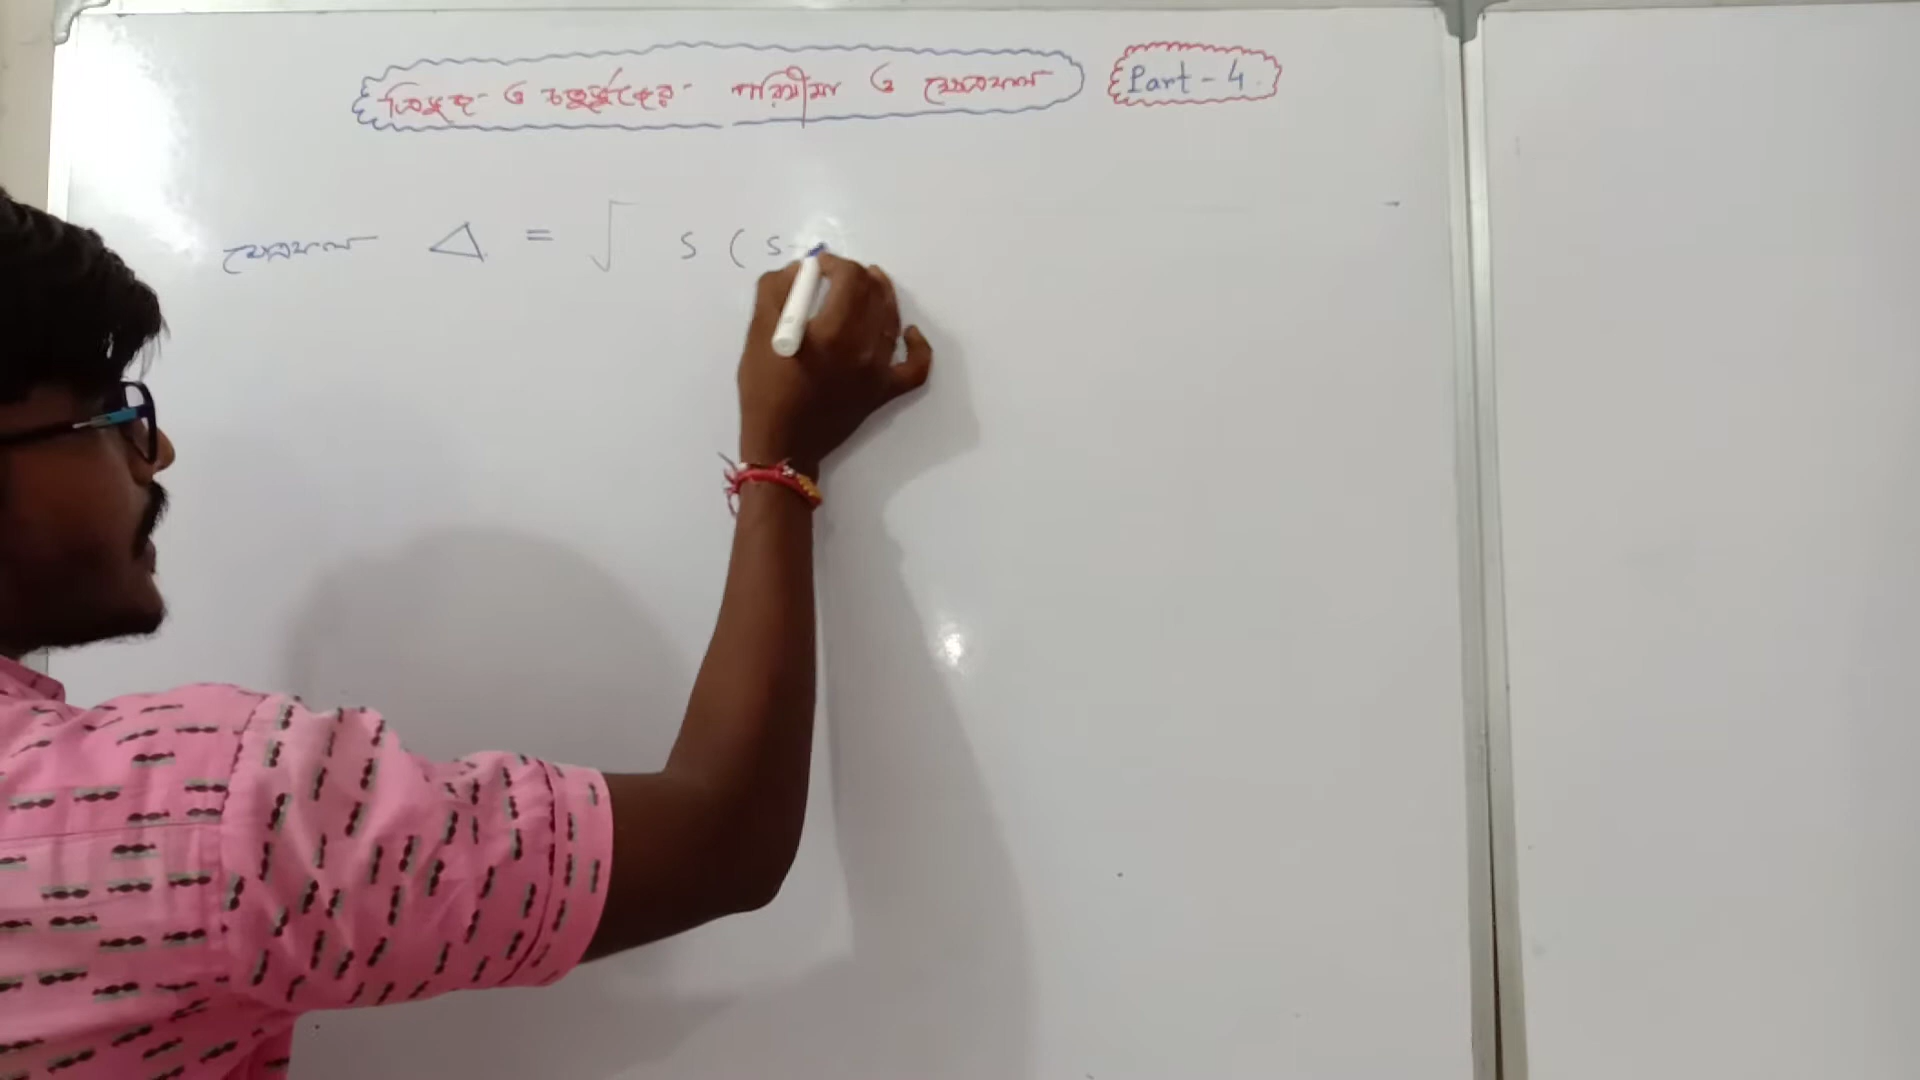 ত্রিভুজ ও চতুর্ভুজের পরিসীমা ও ক্ষেত্রফল Part - 4
ক্ষেত্রফল △ = √ S (S -